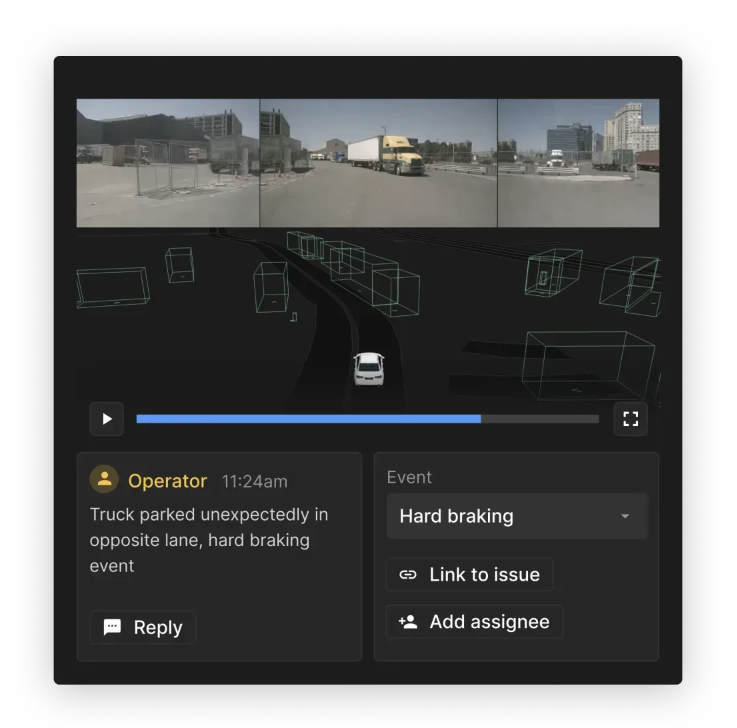 Operator 11:24am
Truck parked unexpectedly in
opposite lane, hard braking
event
Reply
Event
Hard braking
Link to issue
Add assignee